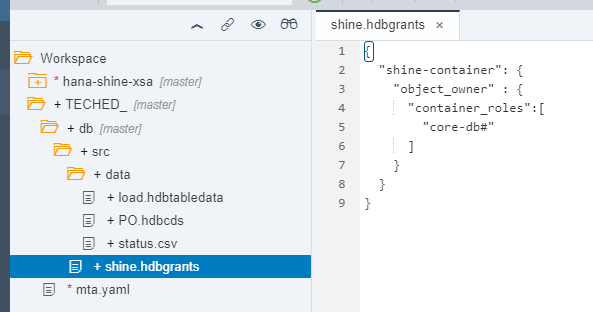 Workspace
* hana-shine-xsa [master]
+ TECHED_ [master]
+ db [master]
+ src
+ data
+ load.hdbtabledata
+ PO.hdbcds
+ status.csv
+ shine.hdbgrants
* mta.yaml
shine.hdbgrants ×
1 {
2 "shine-container": {
3 "object_owner" : {
4 "container_roles":[
5 "core-db#"
6 ]
7 }
8 }
9 }